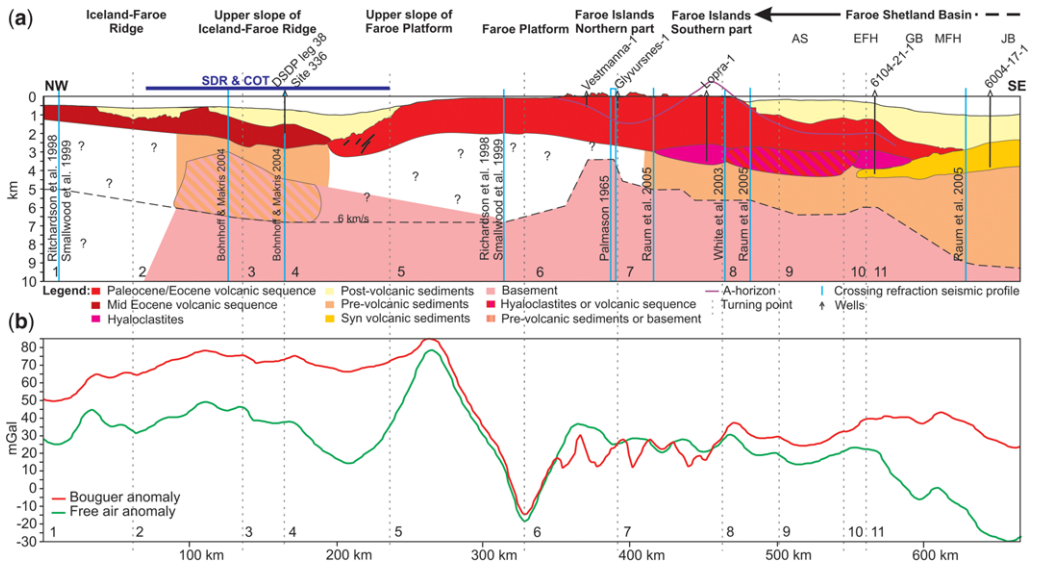 (a)
Iceland-Faroe
Ridge
Upper slope of
Iceland-Faroe Ridge
Upper slope of
Faroe Platform
Faroe Platform
Faroe Islands
Northern part
Faroe Islands
Southern part
Faroe Shetland Basin
AS
EFH
GB
MFH
JB
NW
SDR & COT
DSDP leg 38
Site 336
Vestmanna-1
Glyvursnes-1
Lopra-1
6104-21-1
6004-17-1
SE
km
0
1
2
3
4
5
6
7
8
9
10
Ritchardson et al. 1998
Smallwood et al. 1999
Bohnhoff & Makris 2004
Bohnhoff & Makris 2004
Richardson et al. 1998
Smallwood et al. 1999
Palmason 1965
Raum et al. 2005
White et al. 2003
Raum et al. 2005
Raum et al. 2005
? ? ? ? ? ? ? ? ? ? ?
6 km/s
1 2 3 4 5 6 7 8 9 10 11
Legend:
Paleocene/Eocene volcanic sequence
Mid Eocene volcanic sequence
Hyaloclastites
Post-volcanic sediments
Pre-volcanic sediments
Syn volcanic sediments
Basement
Hyaloclastites or volcanic sequence
Pre-volcanic sediments or basement
A-horizon
Turning point
Crossing refraction seismic profile
Wells
(b)
mGal
80
70
60
50
40
30
20
10
0
-10
-20
-30
Bouguer anomaly
Free air anomaly
1 2 3 4 5 6 7 8 9 10 11
100 km 200 km 300 km 400 km 500 km 600 km